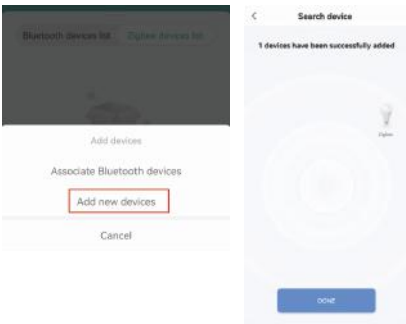 Bluetooth devices list Zigbee devices list
Add devices
Associate Bluetooth devices
Add new devices
Cancel
Search device
1 devices have been successfully added
Zigbee
DONE